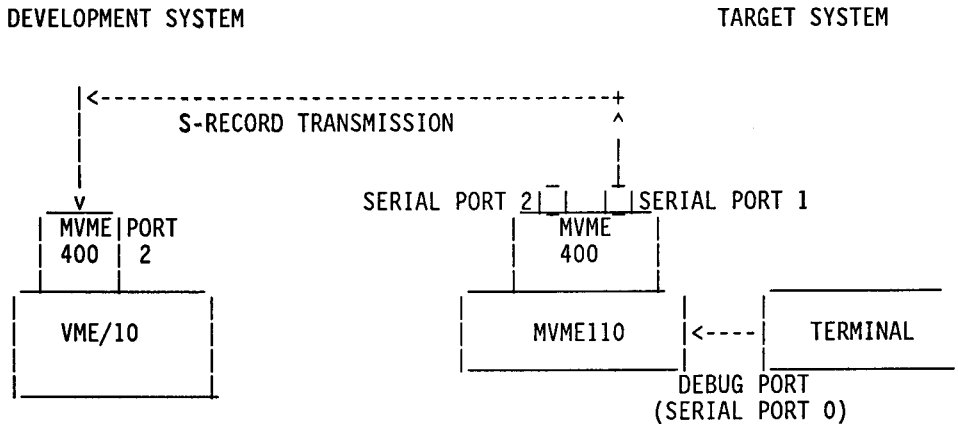 DEVELOPMENT SYSTEM TARGET SYSTEM
S-RECORD TRANSMISSION
SERIAL PORT 2 SERIAL PORT 1
MVME PORT MVME
400 2 400
VME/10 MVME110 TERMINAL
DEBUG PORT
(SERIAL PORT 0)